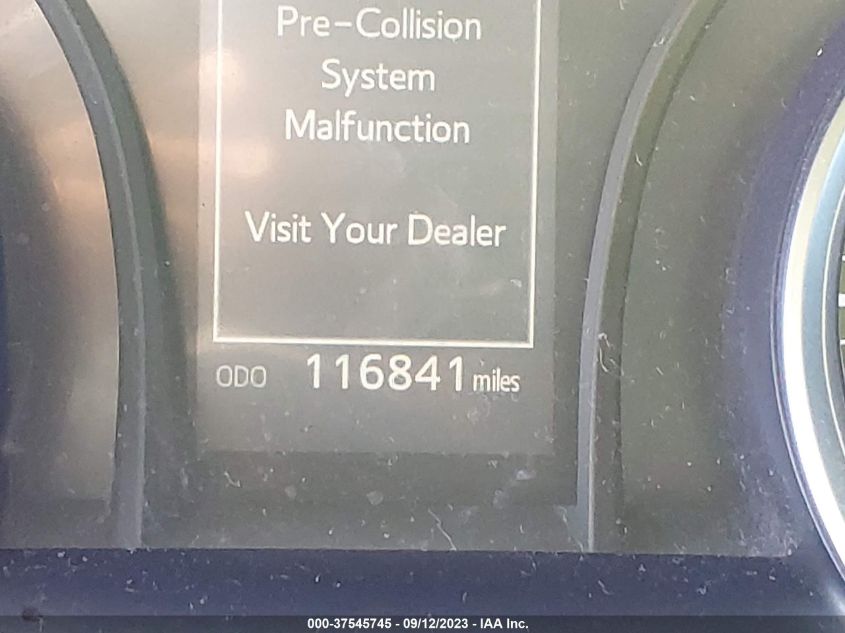 Pre-Collision
System
Malfunction
Visit Your Dealer
ODO 116841 miles
000-37545745 - 09/12/2023 - IAA Inc.